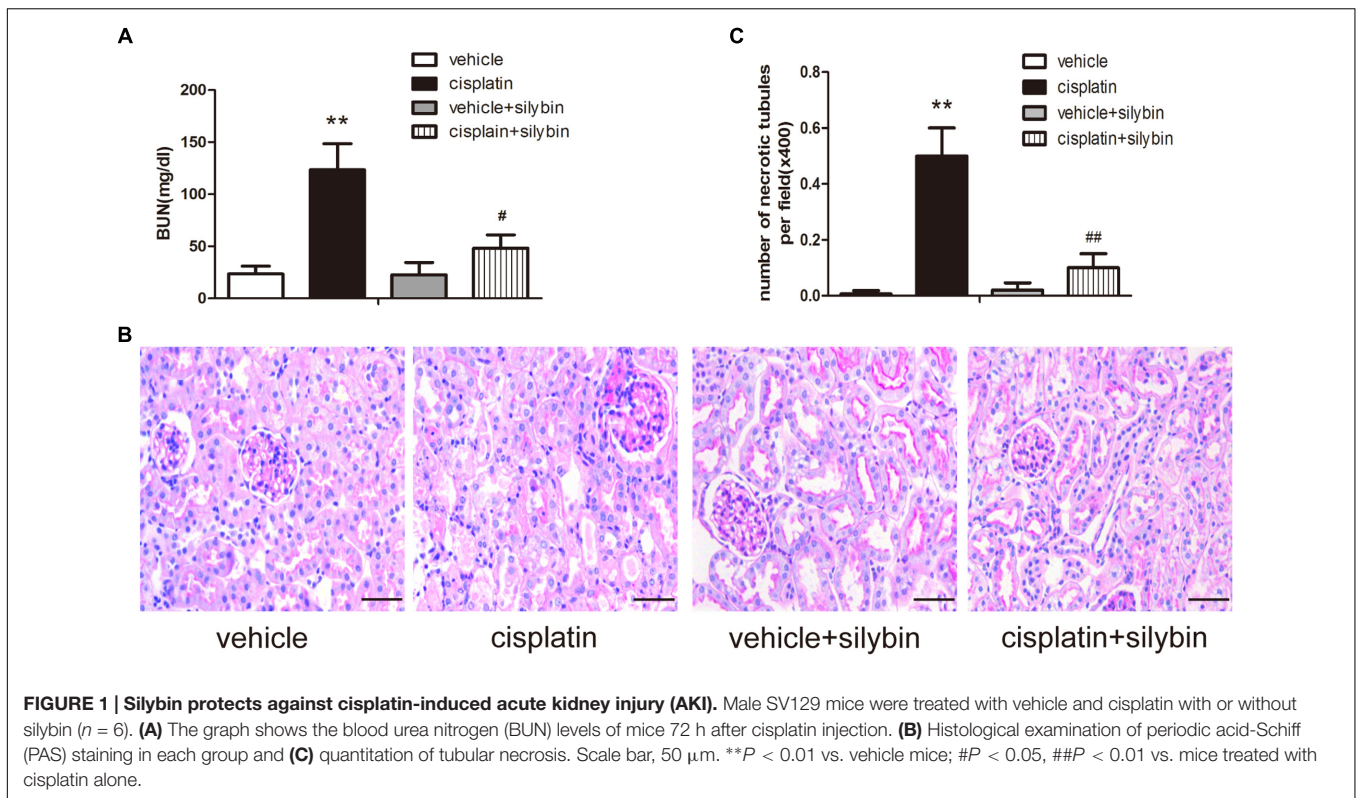 A
vehicle
cisplatin
vehicle+silybin
cisplain+silybin
BUN(mg/dl)
200
150
100
50
0
**
#
C
vehicle
cisplatin
vehicle+silybin
cisplatin+silybin
number of necrotic tubules
per field(x400)
0.8
0.6
0.4
0.2
0.0
**
##
B
vehicle
cisplatin
vehicle+silybin
cisplatin+silybin
FIGURE 1 | Silybin protects against cisplatin-induced acute kidney injury (AKI). Male SV129 mice were treated with vehicle and cisplatin with or without
silybin (n = 6). (A) The graph shows the blood urea nitrogen (BUN) levels of mice 72 h after cisplatin injection. (B) Histological examination of periodic acid-Schiff
(PAS) staining in each group and (C) quantitation of tubular necrosis. Scale bar, 50 μm. **P < 0.01 vs. vehicle mice; #P < 0.05, ##P < 0.01 vs. mice treated with
cisplatin alone.